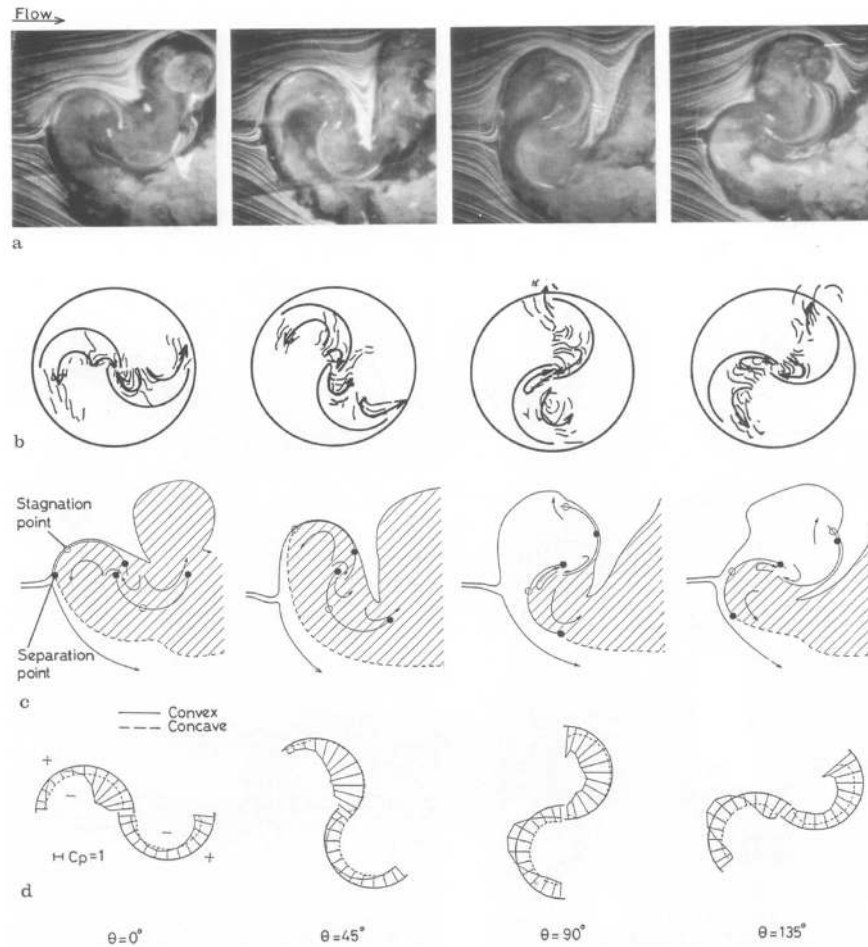 Flow
a
b
Stagnation
point
Separation
point
c
Convex
Concave
+
−
−
+
Cp=1
d
θ=0°
θ=45°
θ=90°
θ=135°